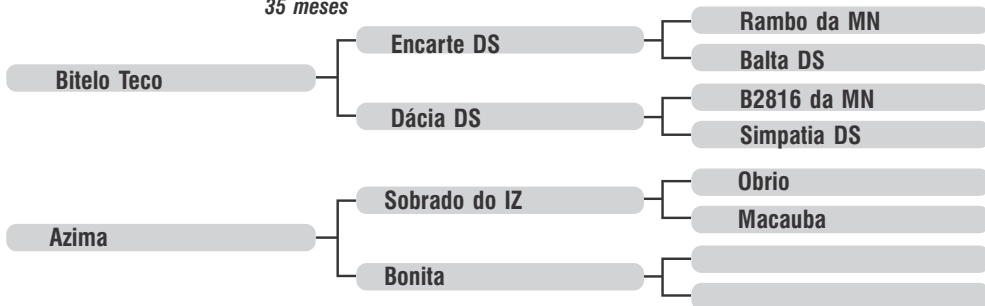 35 meses
Rambo da MN
Encarte DS
Balta DS
Bitelo Teco
B2816 da MN
Dácia DS
Simpatia DS
Obrio
Sobrado do IZ
Macauba
Azima
Bonita